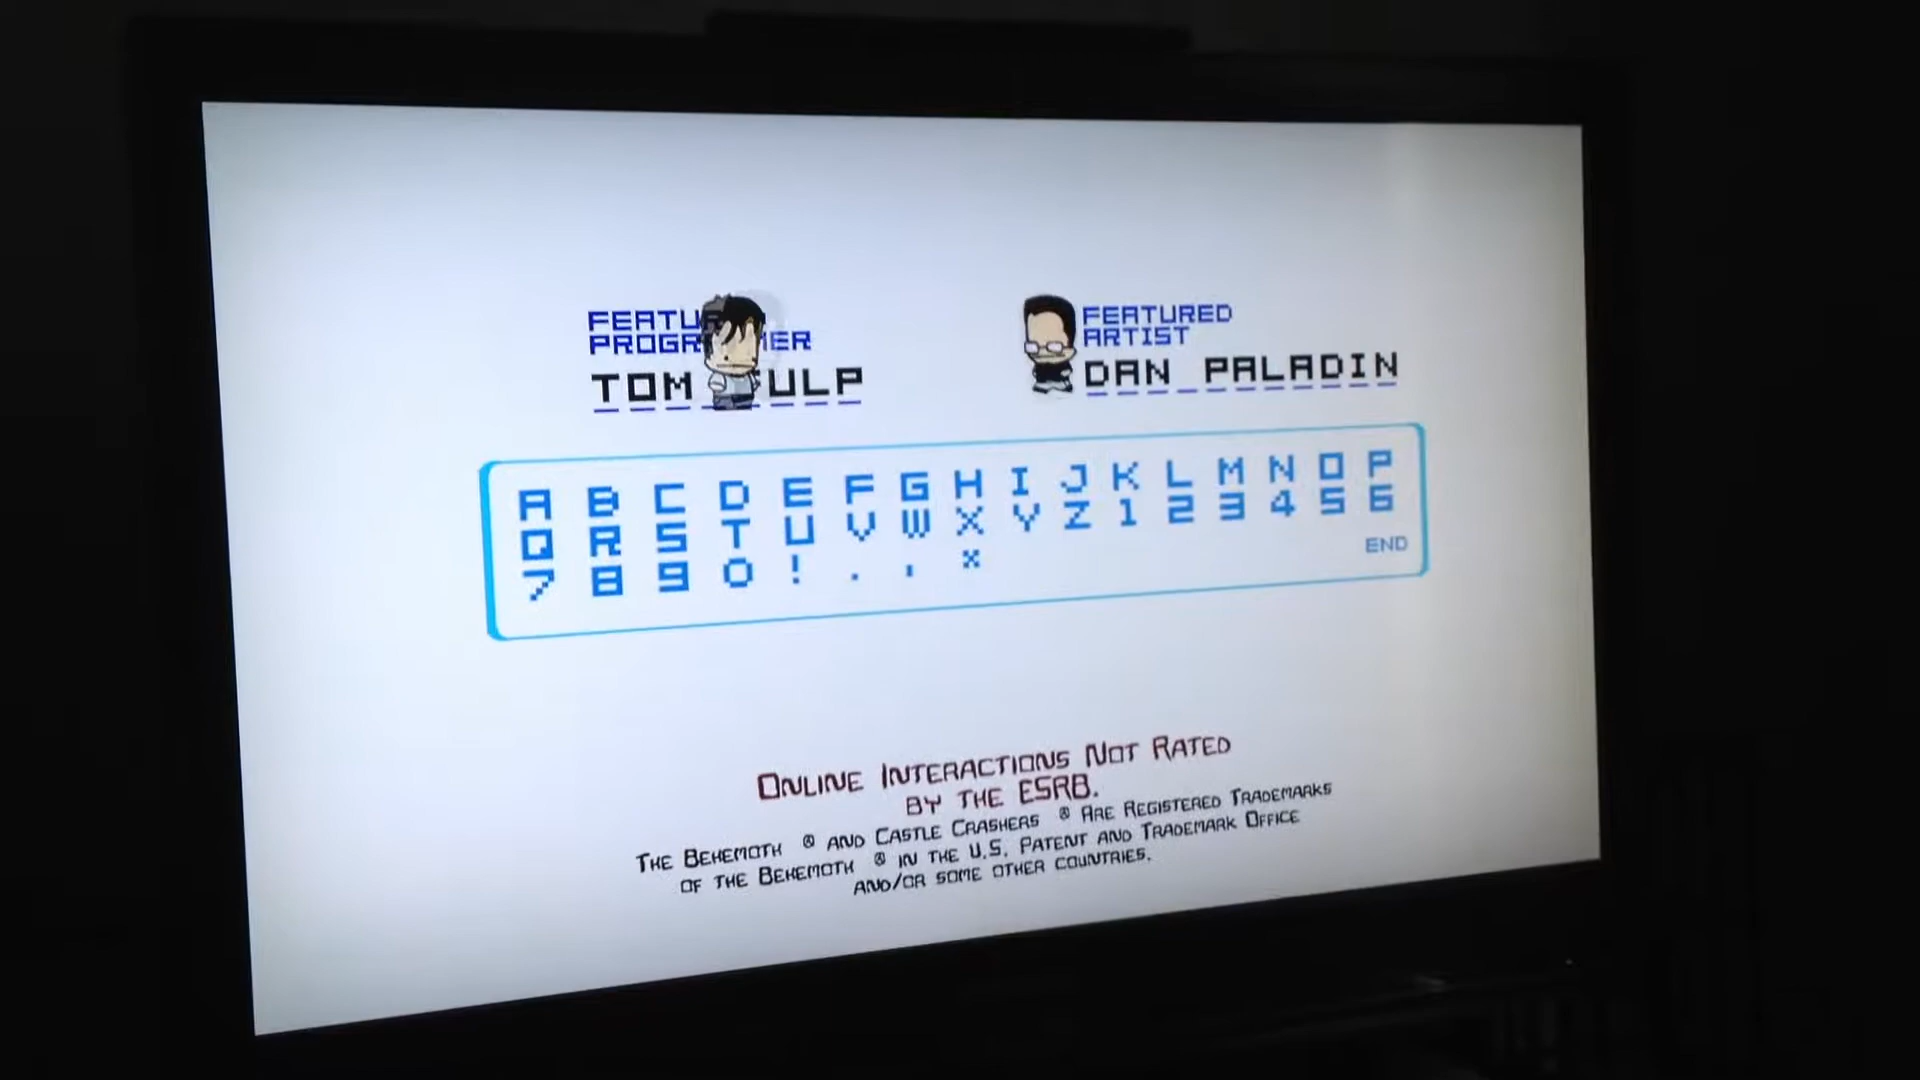 FEATU
PROGR MER
TOM ULP
FEATURED
ARTIST
DAN PALADIN
A B C D E F G H I J K L M N O P
Q R S T U V W X Y Z 1 2 3 4 5 6
7 8 9 0 ! . , * END
ONLINE INTERACTIONS NOT RATED
BY THE ESRB.
THE BEHEMOTH ® AND CASTLE CRASHERS ® ARE REGISTERED TRADEMARKS
OF THE BEHEMOTH ® IN THE U.S. PATENT AND TRADEMARK OFFICE
AND/OR SOME OTHER COUNTRIES.